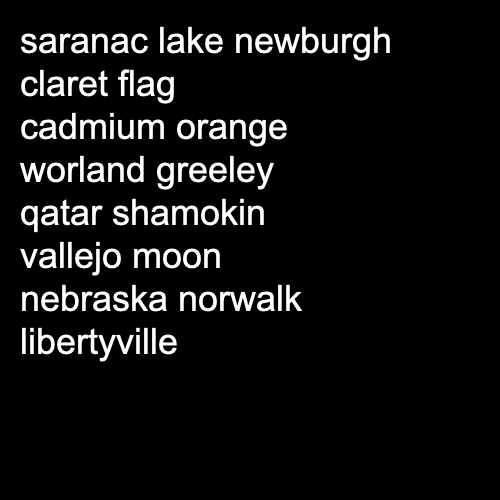 saranac lake newburgh
claret flag
cadmium orange
worland greeley
qatar shamokin
vallejo moon
nebraska norwalk
libertyville